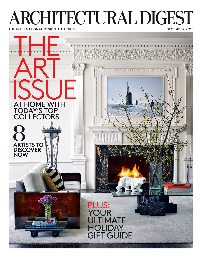 ARCHITECTURAL DIGEST
THE
ART
ISSUE
AT HOME WITH
TODAY'S TOP
COLLECTORS
8
ARTISTS TO
DISCOVER
NOW
PLUS:
YOUR
ULTIMATE
HOLIDAY
GIFT GUIDE